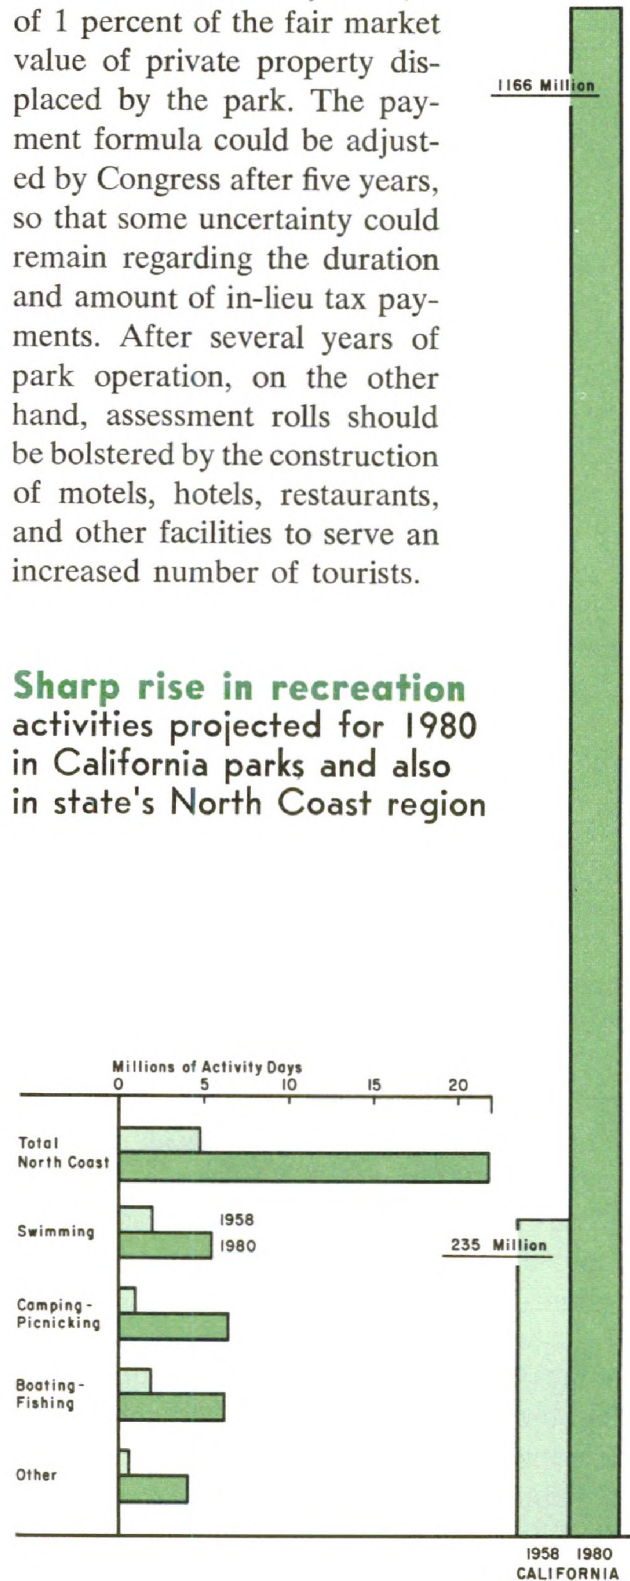 of 1 percent of the fair market
value of private property dis-
placed by the park. The pay-
ment formula could be adjust-
ed by Congress after five years,
so that some uncertainty could
remain regarding the duration
and amount of in-lieu tax pay-
ments. After several years of
park operation, on the other
hand, assessment rolls should
be bolstered by the construction
of motels, hotels, restaurants,
and other facilities to serve an
increased number of tourists.
1166 Million
Sharp rise in recreation
activities projected for 1980
in California parks and also
in state's North Coast region
Millions of Activity Days
0 5 10 15 20
Total
North Coast
Swimming
1958
1980
235 Million
Camping-
Picnicking
Boating-
Fishing
Other
1958 1980
CALIFORNIA